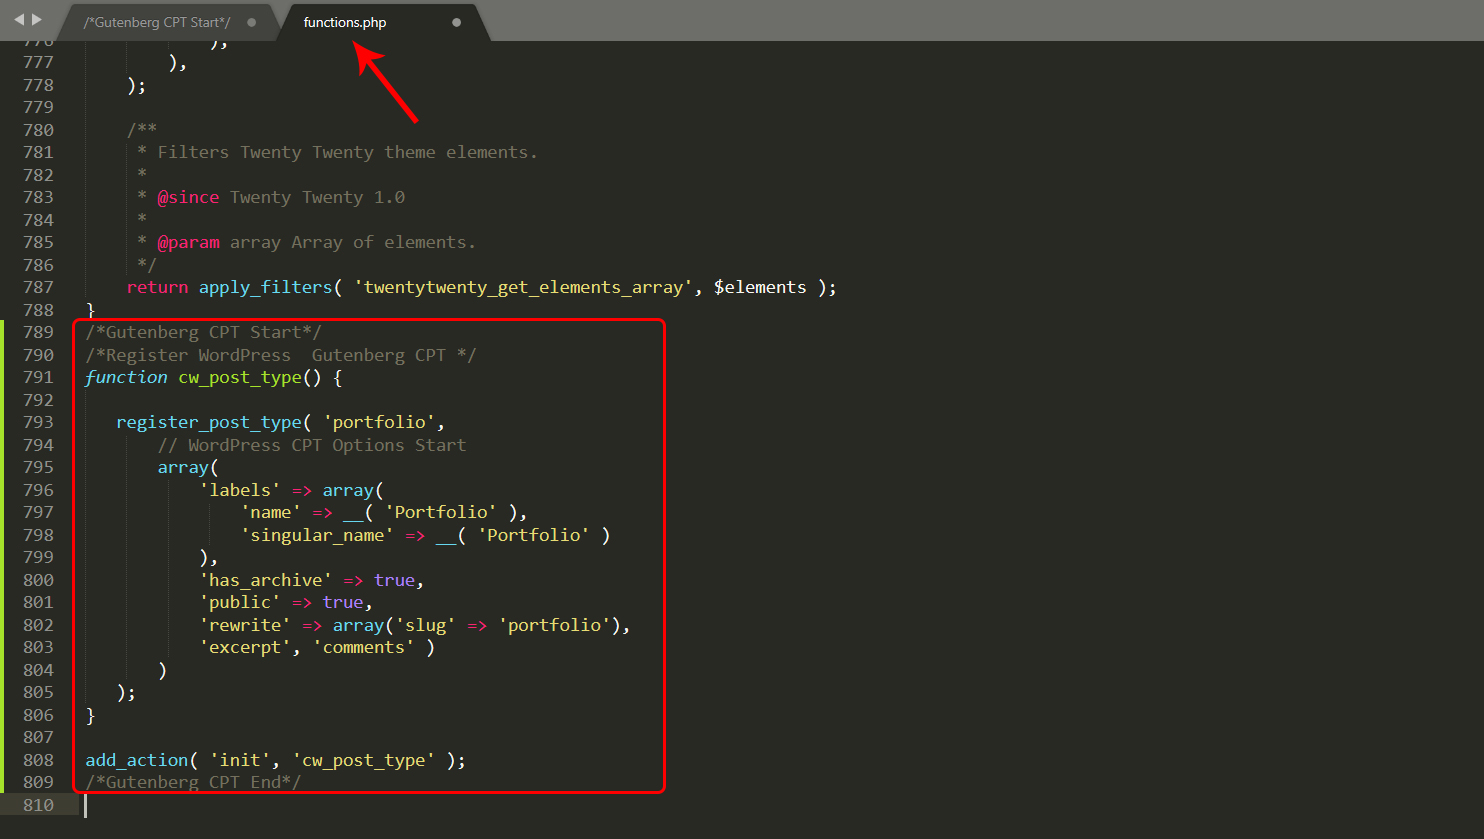 /*Gutenberg CPT Start*/
functions.php
776 ),
777 ),
778 );
779
780 /**
781 * Filters Twenty Twenty theme elements.
782 *
783 * @since Twenty Twenty 1.0
784 *
785 * @param array Array of elements.
786 */
787 return apply_filters( 'twentytwenty_get_elements_array', $elements );
788 }
789 /*Gutenberg CPT Start*/
790 /*Register WordPress  Gutenberg CPT */
791 function cw_post_type() {
792
793 register_post_type( 'portfolio',
794 // WordPress CPT Options Start
795 array(
796 'labels' => array(
797 'name' => __( 'Portfolio' ),
798 'singular_name' => __( 'Portfolio' )
799 ),
800 'has_archive' => true,
801 'public' => true,
802 'rewrite' => array('slug' => 'portfolio'),
803 'excerpt', 'comments' )
804 )
805 );
806 }
807
808 add_action( 'init', 'cw_post_type' );
809 /*Gutenberg CPT End*/
810